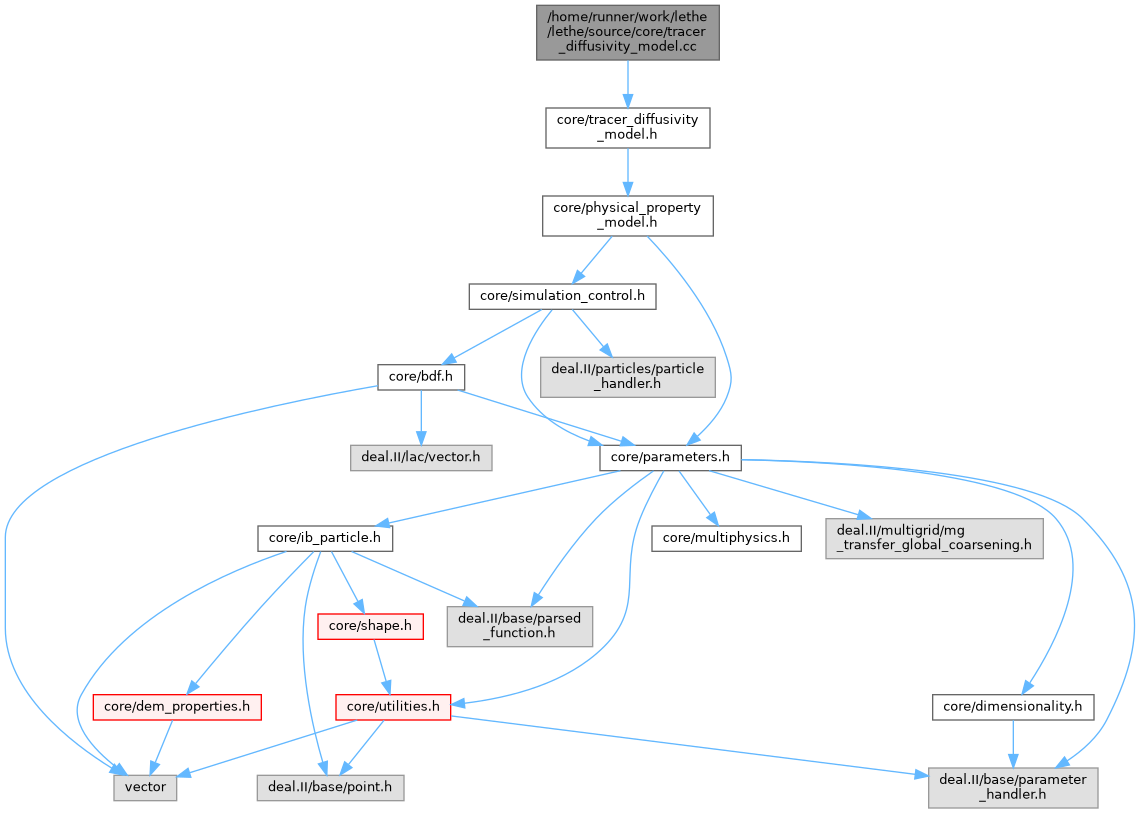 /home/runner/work/lethe
/lethe/source/core/tracer
_diffusivity_model.cc
core/tracer_diffusivity
_model.h
core/physical_property
_model.h
core/simulation_control.h
deal.II/particles/particle
_handler.h
core/bdf.h
deal.II/lac/vector.h
core/parameters.h
core/ib_particle.h
core/multiphysics.h
deal.II/multigrid/mg
_transfer_global_coarsening.h
deal.II/base/parsed
_function.h
core/shape.h
core/dem_properties.h
core/utilities.h
core/dimensionality.h
vector
deal.II/base/point.h
deal.II/base/parameter
_handler.h